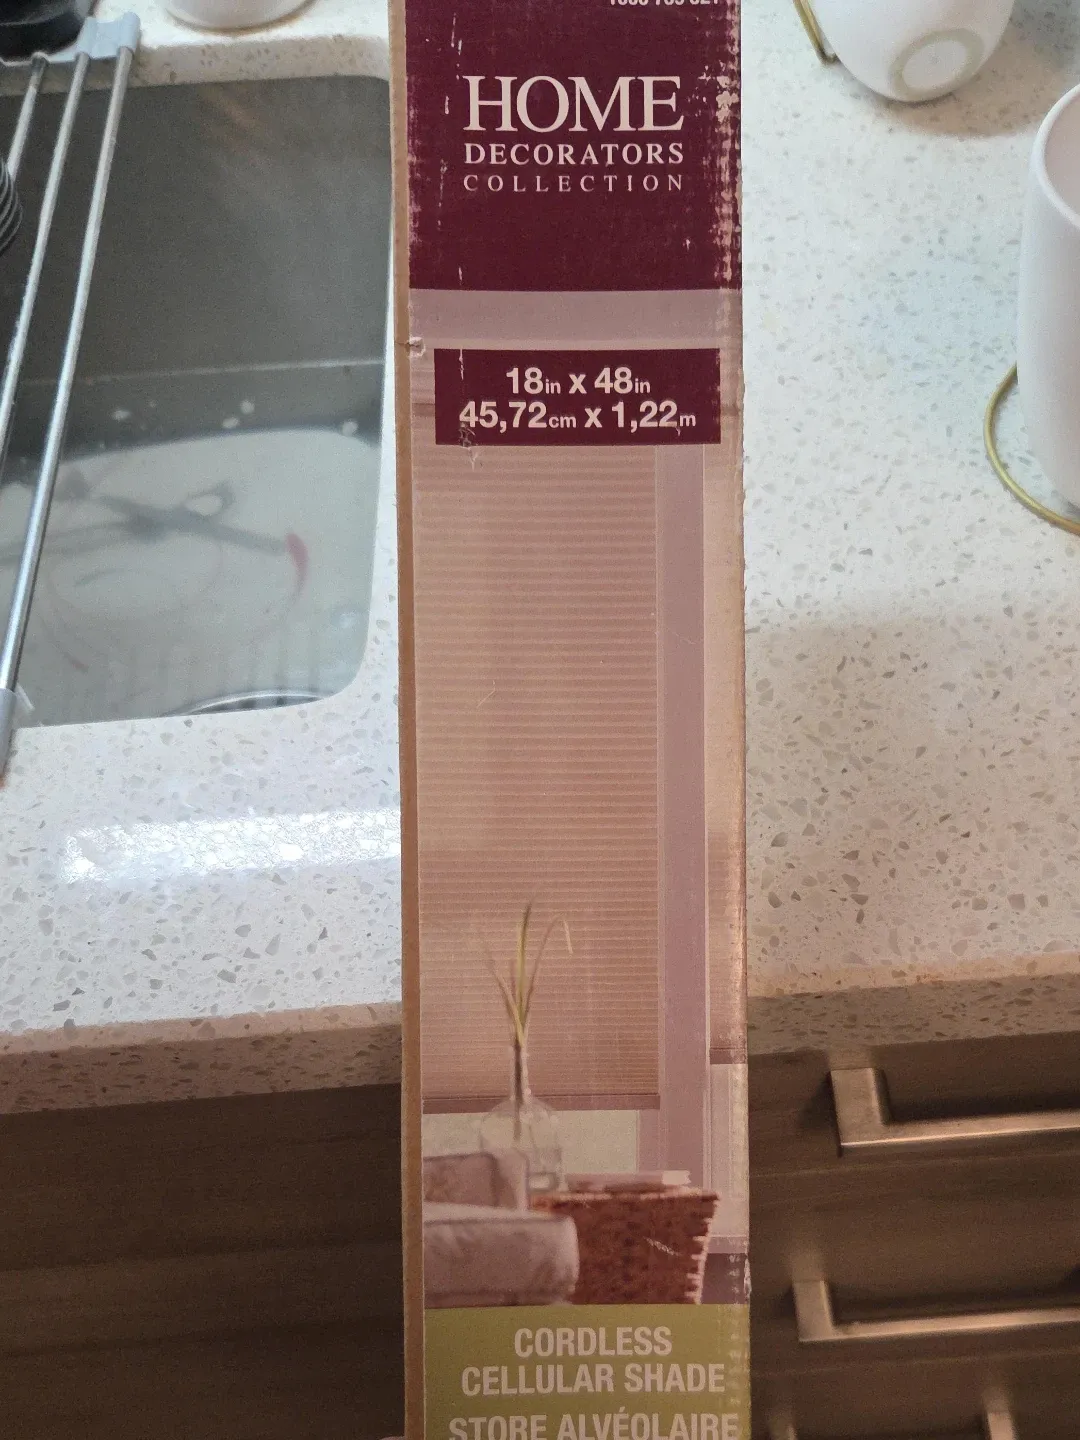 HOME
DECORATORS
COLLECTION
18in x 48in
45,72cm x 1,22m
CORDLESS
CELLULAR SHADE
STORE ALVÉOLAIRE